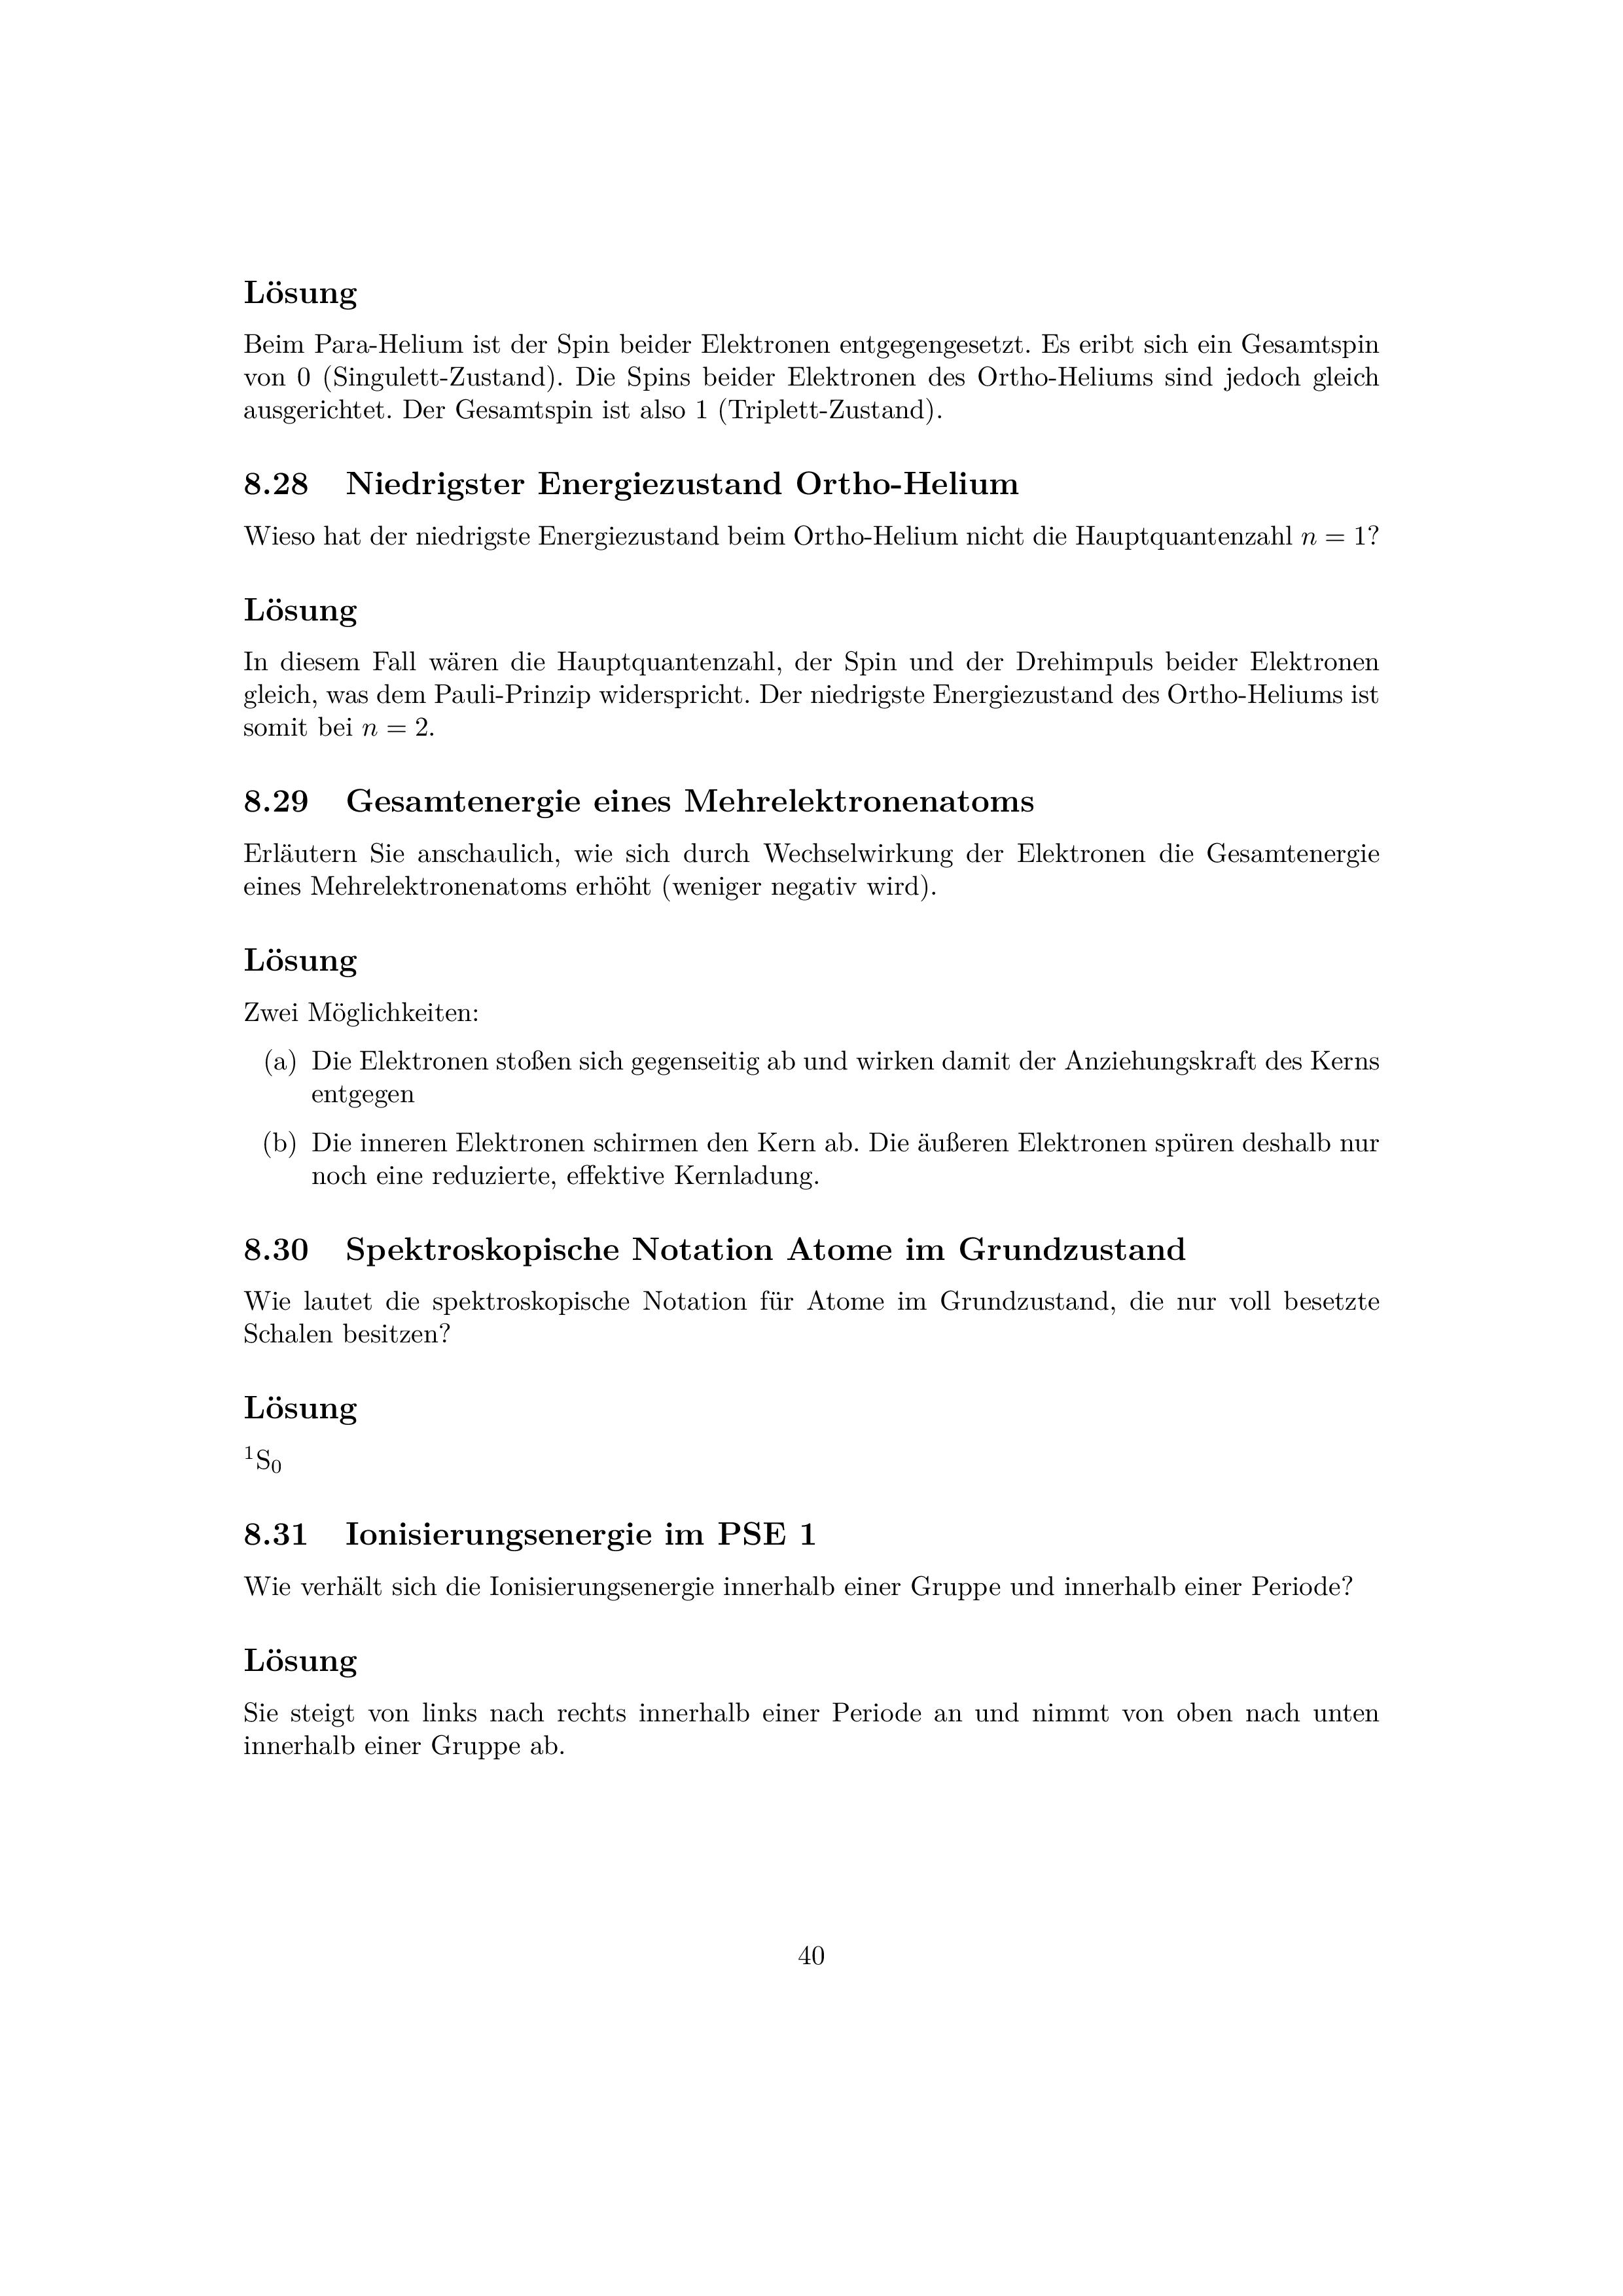 Lösung
Beim Para-Helium ist der Spin beider Elektronen entgegengesetzt. Es eribt sich ein Gesamtspin
von 0 (Singulett-Zustand). Die Spins beider Elektronen des Ortho-Heliums sind jedoch gleich
ausgerichtet. Der Gesamtspin ist also 1 (Triplett-Zustand).
8.28 Niedrigster Energiezustand Ortho-Helium
Wieso hat der niedrigste Energiezustand beim Ortho-Helium nicht die Hauptquantenzahl n = 1?
Lösung
In diesem Fall wären die Hauptquantenzahl, der Spin und der Drehimpuls beider Elektronen
gleich, was dem Pauli-Prinzip widerspricht. Der niedrigste Energiezustand des Ortho-Heliums ist
somit bei n = 2.
8.29 Gesamtenergie eines Mehrelektronenatoms
Erläutern Sie anschaulich, wie sich durch Wechselwirkung der Elektronen die Gesamtenergie
eines Mehrelektronenatoms erhöht (weniger negativ wird).
Lösung
Zwei Möglichkeiten:
(a) Die Elektronen stoßen sich gegenseitig ab und wirken damit der Anziehungskraft des Kerns
entgegen
(b) Die inneren Elektronen schirmen den Kern ab. Die äußeren Elektronen spüren deshalb nur
noch eine reduzierte, effektive Kernladung.
8.30 Spektroskopische Notation Atome im Grundzustand
Wie lautet die spektroskopische Notation für Atome im Grundzustand, die nur voll besetzte
Schalen besitzen?
Lösung
¹S₀
8.31 Ionisierungsenergie im PSE 1
Wie verhält sich die Ionisierungsenergie innerhalb einer Gruppe und innerhalb einer Periode?
Lösung
Sie steigt von links nach rechts innerhalb einer Periode an und nimmt von oben nach unten
innerhalb einer Gruppe ab.
40